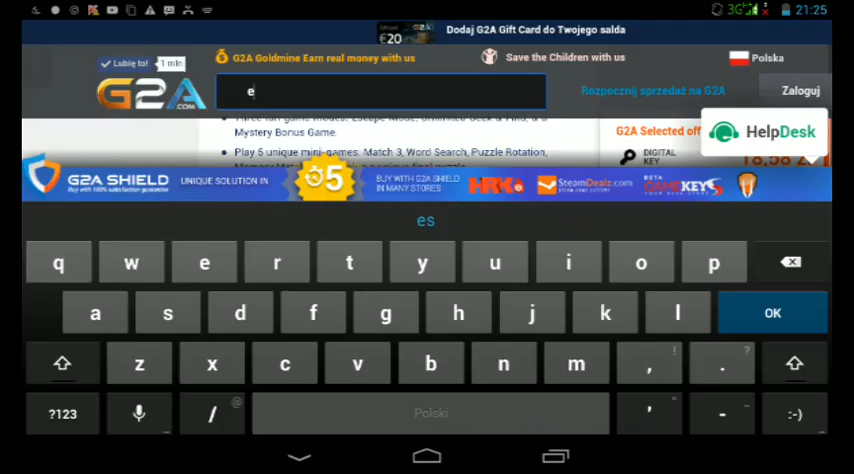 3G 21:25
€20 Dodaj G2A Gift Card do Twojego salda
Lubię to! 1 mln G2A Goldmine Earn real money with us Save the Children with us Polska
G2A.COM e Rozpocznij sprzedaż na G2A Zaloguj
HelpDesk
Mystery Bonus Game. G2A Selected off
Play 5 unique mini-games: Match 3, Word Search, Puzzle Rotation, DIGITAL
KEY
G2A SHIELD UNIQUE SOLUTION IN 5 BUY WITH G2A SHIELD
IN MANY STORES HRK SteamDealz.com BETA GAMEKEYS
es
q w e r t y u i o p
a s d f g h j k l OK
z x c v b n m , ! . ?
?123 / @ Polski ' " - _ :-)